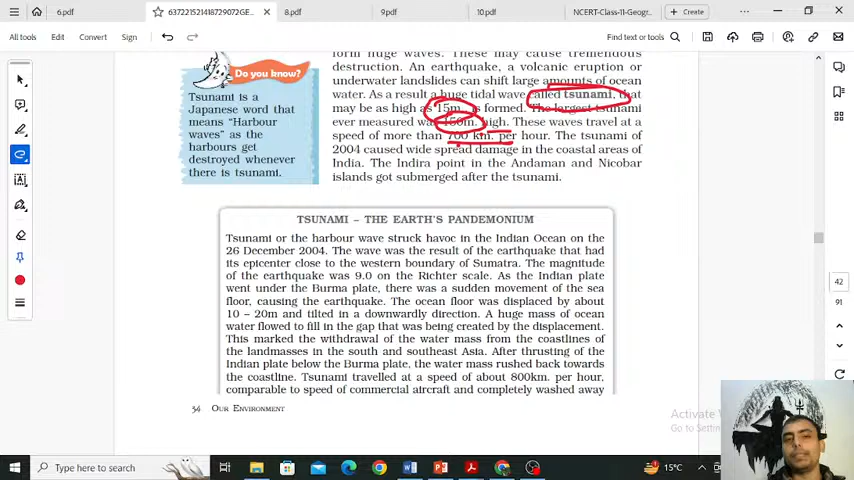 6.pdf
6372215214187290​72GE...
8.pdf
9.pdf
10.pdf
NCERT-Class-11-Geogr...
+ Create
All tools
Edit
Convert
Sign
Find text or tools
form huge waves. These may cause tremendous
destruction. An earthquake, a volcanic eruption or
underwater landslides can shift large amounts of ocean
water. As a result a huge tidal wave called tsunami, that
may be as high as 15m, is formed. The largest tsunami
ever measured was 150m. high. These waves travel at a
speed of more than 700 km. per hour. The tsunami of
2004 caused wide spread damage in the coastal areas of
India. The Indira point in the Andaman and Nicobar
islands got submerged after the tsunami.
Do you know?
Tsunami is a
Japanese word that
means "Harbour
waves" as the
harbours get
destroyed whenever
there is tsunami.
TSUNAMI – THE EARTH'S PANDEMONIUM
Tsunami or the harbour wave struck havoc in the Indian Ocean on the
26 December 2004. The wave was the result of the earthquake that had
its epicenter close to the western boundary of Sumatra. The magnitude
of the earthquake was 9.0 on the Richter scale. As the Indian plate
went under the Burma plate, there was a sudden movement of the sea
floor, causing the earthquake. The ocean floor was displaced by about
10 – 20m and tilted in a downwardly direction. A huge mass of ocean
water flowed to fill in the gap that was being created by the displacement.
This marked the withdrawal of the water mass from the coastlines of
the landmasses in the south and southeast Asia. After thrusting of the
Indian plate below the Burma plate, the water mass rushed back towards
the coastline. Tsunami travelled at a speed of about 800km. per hour,
comparable to speed of commercial aircraft and completely washed away
54 OUR ENVIRONMENT
42
91
Activate
Go to Setting
Type here to search
15°C